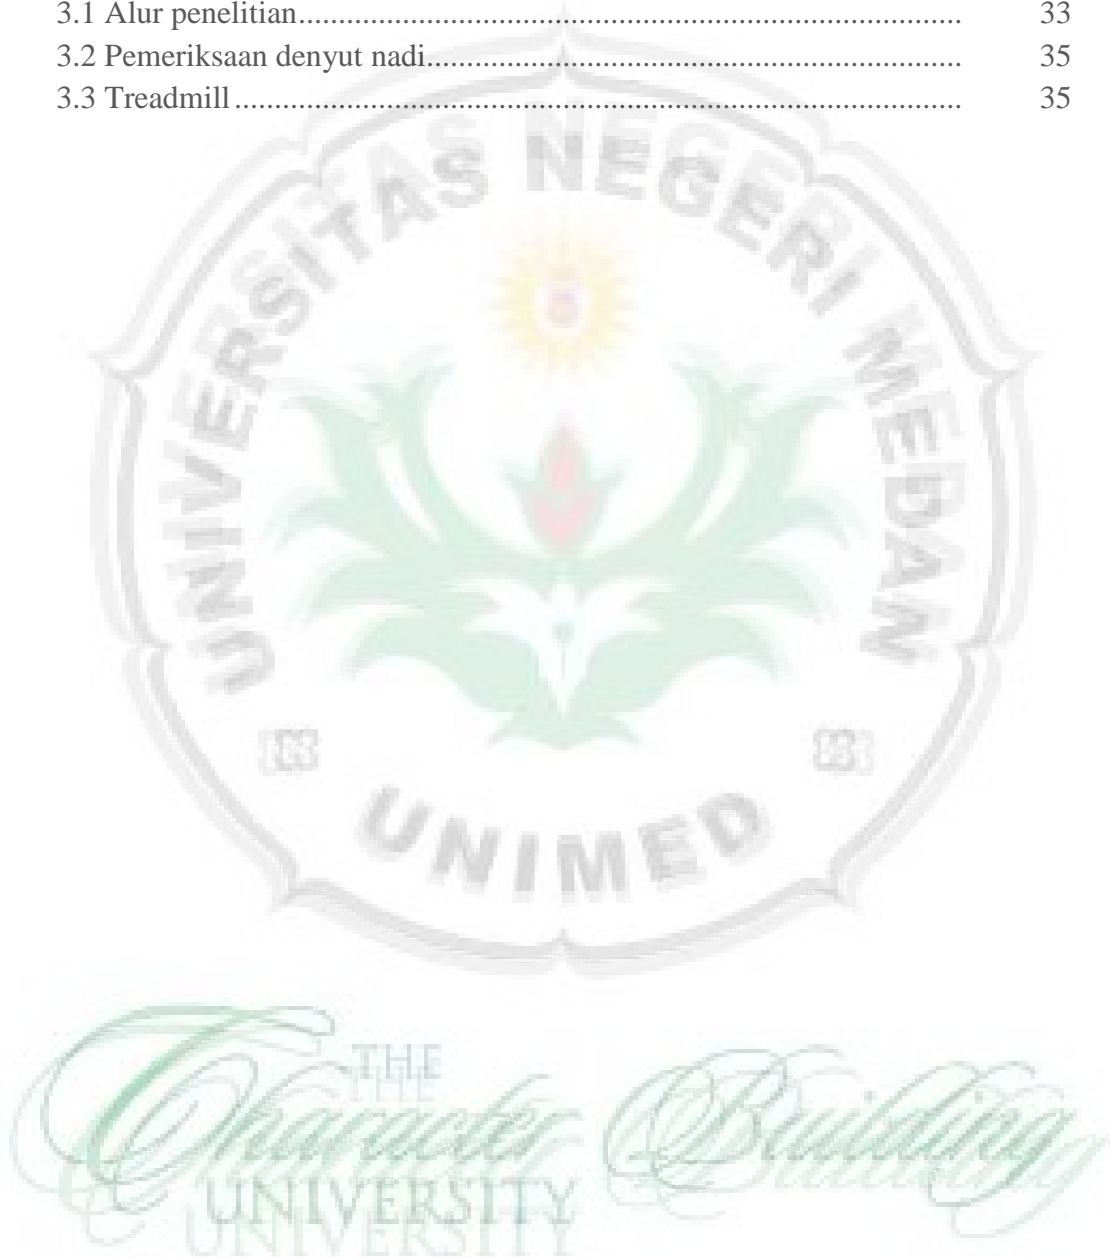 3.1 Alur penelitian.................................................................................... 33
3.2 Pemeriksaan denyut nadi.................................................................... 35
3.3 Treadmill ............................................................................................ 35
UNIVERSITAS NEGERI MEDAN
UNIMED
THE
Character Building
UNIVERSITY